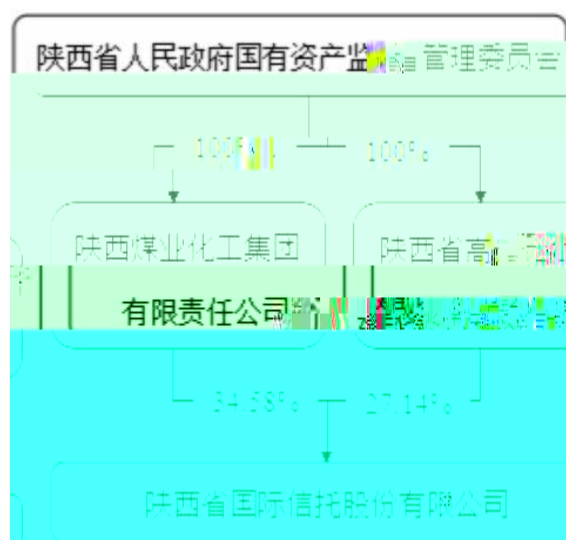 陕西省人民政府国有资产监督管理委员会
100%
100%
陕西煤业化工集团
有限责任公司
陕西省高
34.58%
27.14%
陕西省国际信托股份有限公司